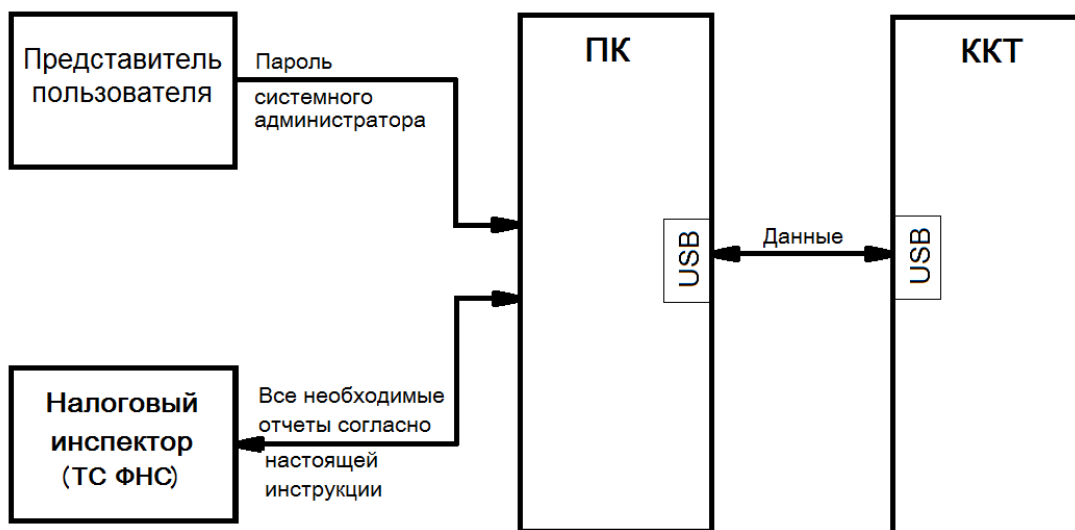 Представитель
пользователя
Пароль
системного
администратора
ПК
ККТ
USB
Данные
USB
Налоговый
инспектор
(ТС ФНС)
Все необходимые
отчеты согласно
настоящей
инструкции